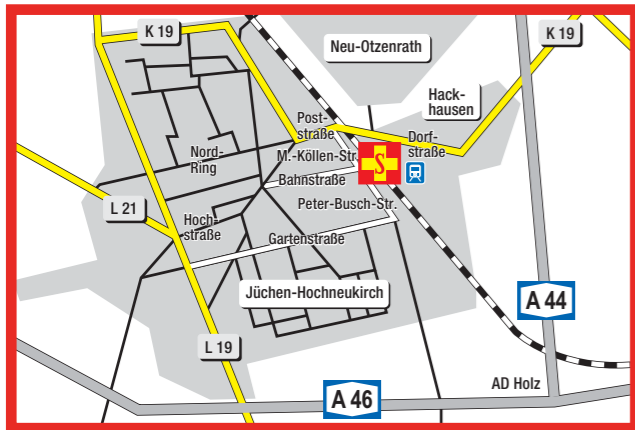 K 19
Neu-Otzenrath
K 19
Hack-
hausen
Post-
straße
Dorf-
straße
Nord-
Ring
M.-Köllen-Str.
S
Bahnstraße
L 21
Hoch-
straße
Peter-Busch-Str.
Gartenstraße
Jüchen-Hochneukirch
A 44
L 19
AD Holz
A 46